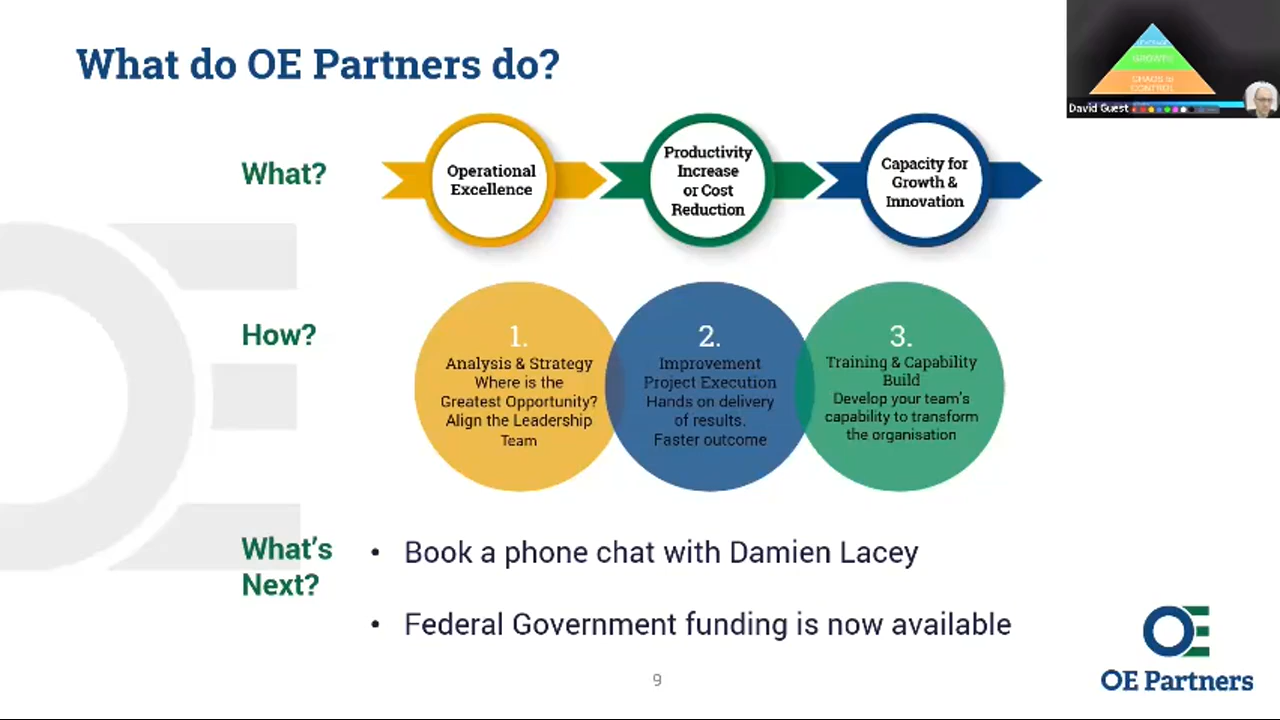 What do OE Partners do?
GROWTH
CHAOS to
CONTROL
David Guest
What?
Operational
Excellence
Productivity
Increase
or Cost
Reduction
Capacity for
Growth &
Innovation
How?
1.
Analysis & Strategy
Where is the
Greatest Opportunity?
Align the Leadership
Team
2.
Improvement
Project Execution
Hands on delivery
of results.
Faster outcome
3.
Training & Capability
Build
Develop your team's
capability to transform
the organisation
What's
Next?
• Book a phone chat with Damien Lacey
• Federal Government funding is now available
9
OE
OE Partners